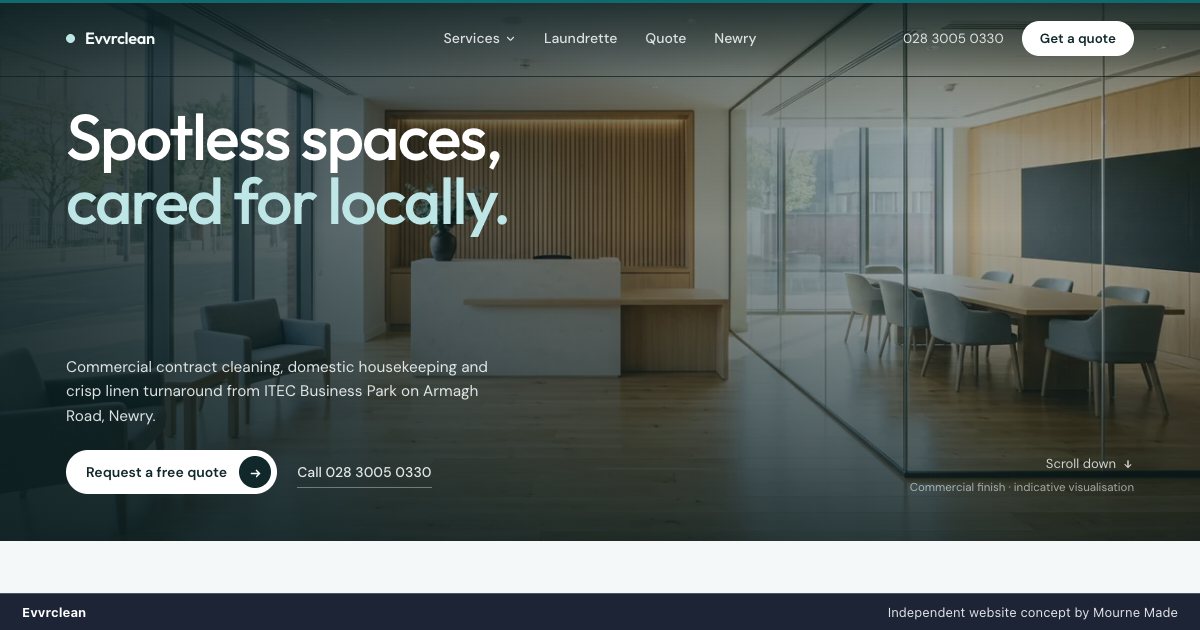 Evvrclean
Services
Laundrette
Quote
Newry
028 3005 0330
Get a quote
Spotless spaces,
cared for locally.
Commercial contract cleaning, domestic housekeeping and
crisp linen turnaround from ITEC Business Park on Armagh
Road, Newry.
Request a free quote →
Call 028 3005 0330
Scroll down ↓
Commercial finish · indicative visualisation
Evvrclean
Independent website concept by Mourne Made